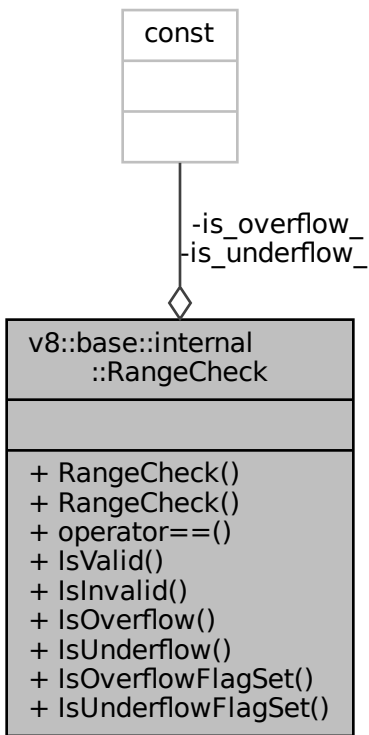 const
-is_overflow_
-is_underflow_
v8::base::internal
::RangeCheck
+ RangeCheck()
+ RangeCheck()
+ operator==()
+ IsValid()
+ IsInvalid()
+ IsOverflow()
+ IsUnderflow()
+ IsOverflowFlagSet()
+ IsUnderflowFlagSet()